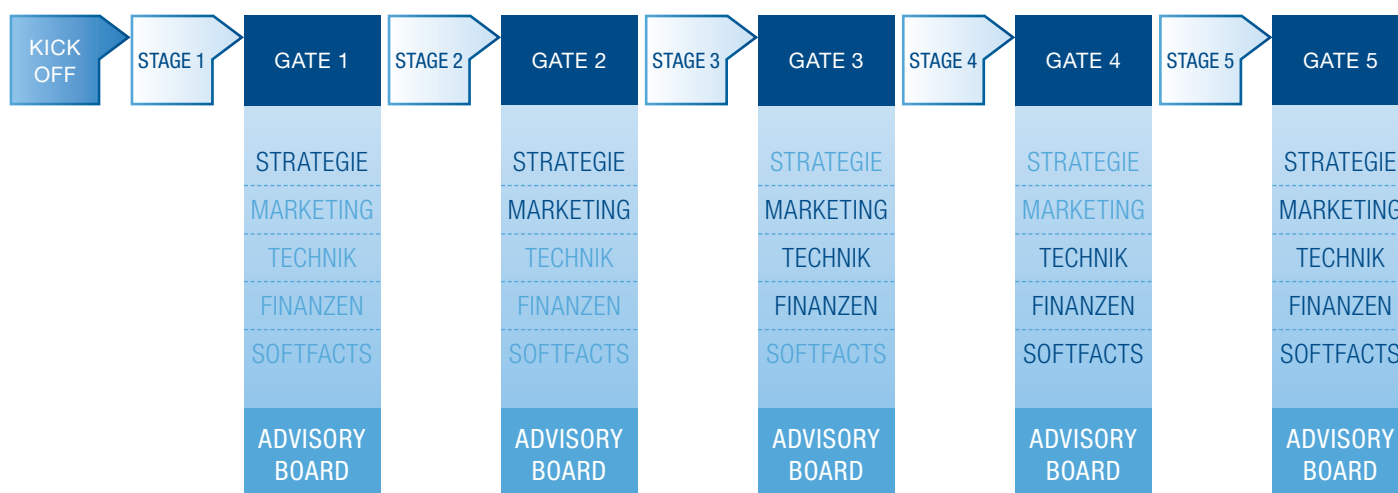 KICK
OFF
STAGE 1
GATE 1
STAGE 2
GATE 2
STAGE 3
GATE 3
STAGE 4
GATE 4
STAGE 5
GATE 5
STRATEGIE
MARKETING
TECHNIK
FINANZEN
SOFTFACTS
ADVISORY
BOARD
STRATEGIE
MARKETING
TECHNIK
FINANZEN
SOFTFACTS
ADVISORY
BOARD
STRATEGIE
MARKETING
TECHNIK
FINANZEN
SOFTFACTS
ADVISORY
BOARD
STRATEGIE
MARKETING
TECHNIK
FINANZEN
SOFTFACTS
ADVISORY
BOARD
STRATEGIE
MARKETING
TECHNIK
FINANZEN
SOFTFACTS
ADVISORY
BOARD